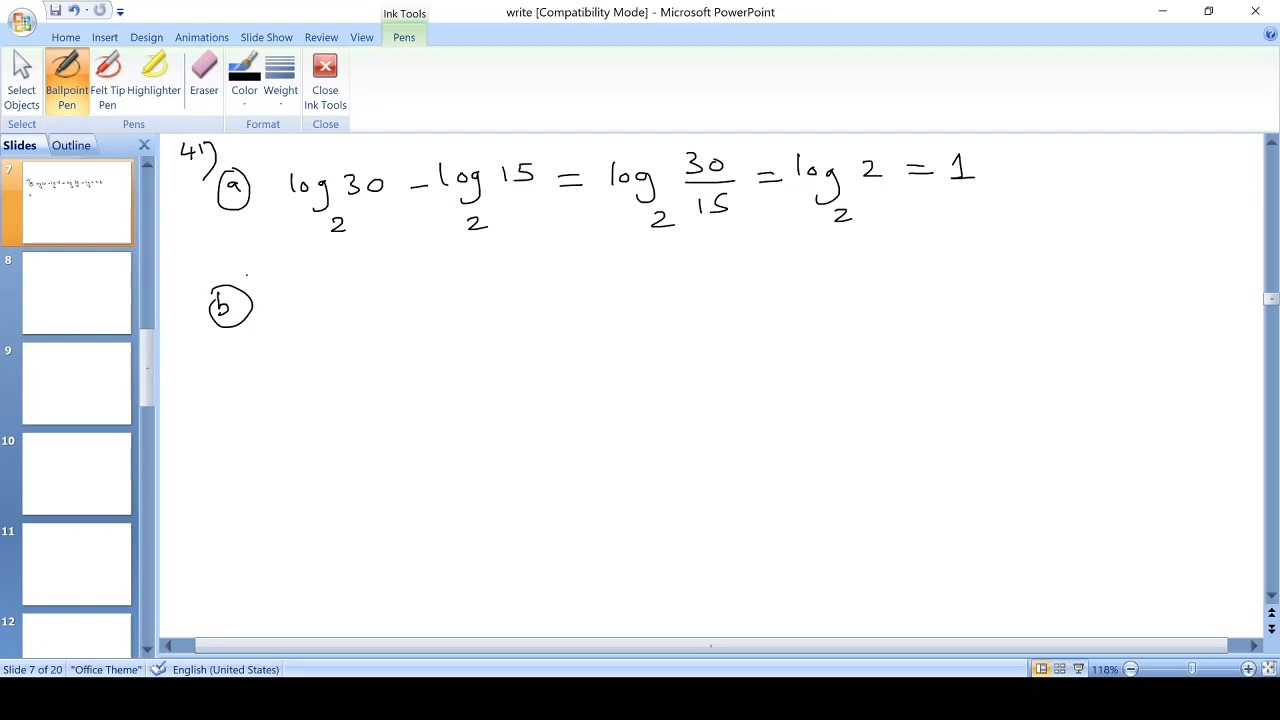 write [Compatibility Mode] - Microsoft PowerPoint
Ink Tools
Home Insert Design Animations Slide Show Review View Pens
Select Objects
Ballpoint Pen
Felt Tip Pen
Highlighter
Eraser
Color
Weight
Close Ink Tools
Select Pens Format Close
Slides Outline
41)
a log₂ 30 - log₂ 15 = log₂ 30/15 = log₂ 2 = 1
b
7
8
9
10
11
12
Slide 7 of 20 "Office Theme" English (United States) 118%